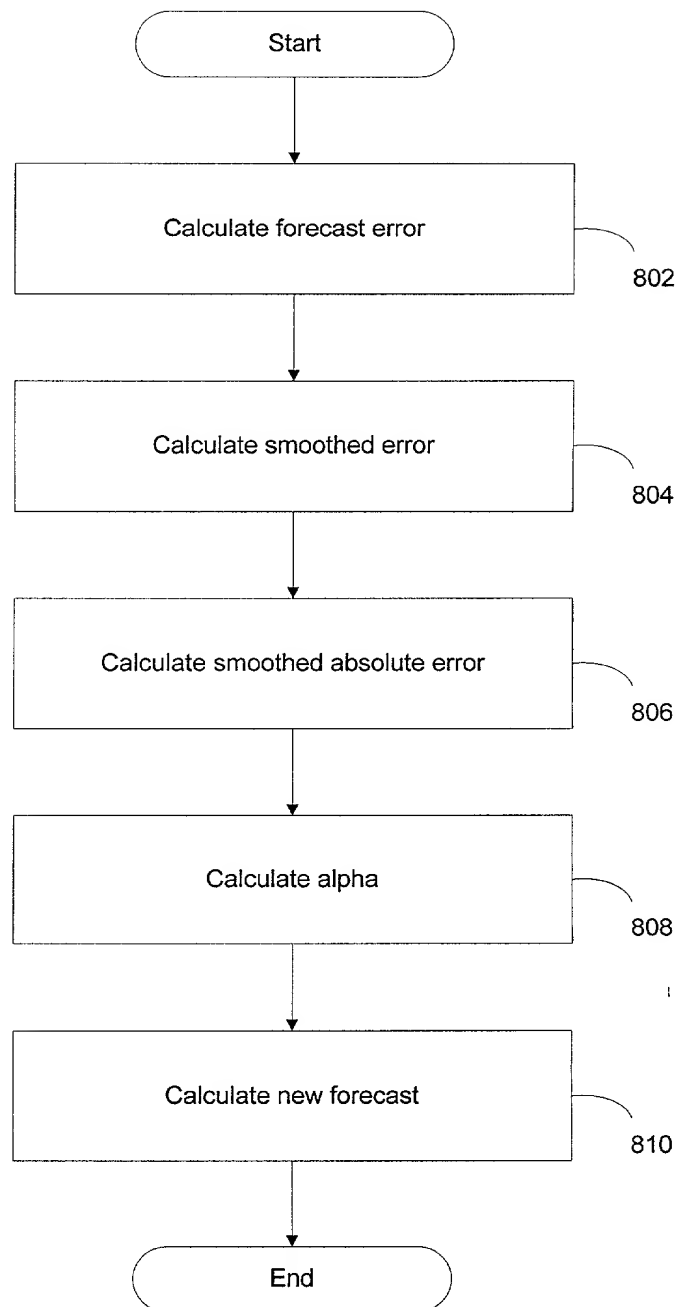 Start
Calculate forecast error
802
Calculate smoothed error
804
Calculate smoothed absolute error
806
Calculate alpha
808
Calculate new forecast
810
End